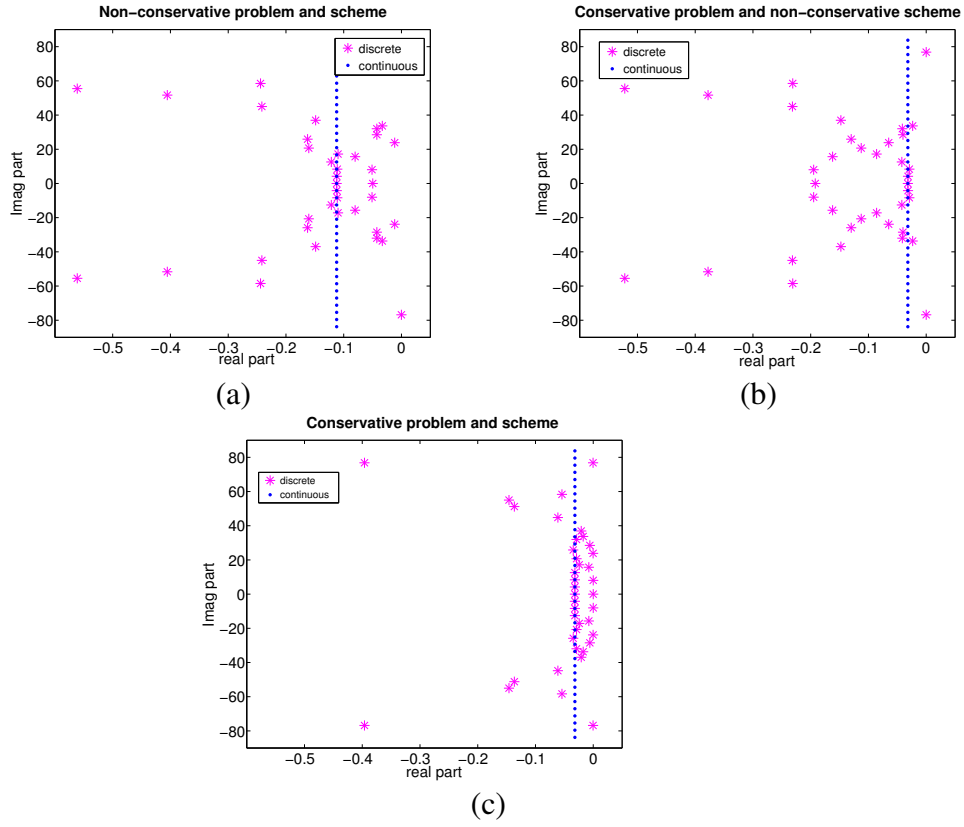 Non−conservative problem and scheme
80
60
40
20
0
−20
−40
−60
−80
Imag part
discrete
continuous
−0.5 −0.4 −0.3 −0.2 −0.1 0
real part
(a)
Conservative problem and non−conservative scheme
80
60
40
20
0
−20
−40
−60
−80
Imag part
discrete
continuous
−0.5 −0.4 −0.3 −0.2 −0.1 0
real part
(b)
Conservative problem and scheme
80
60
40
20
0
−20
−40
−60
−80
Imag part
discrete
continuous
−0.5 −0.4 −0.3 −0.2 −0.1 0
real part
(c)